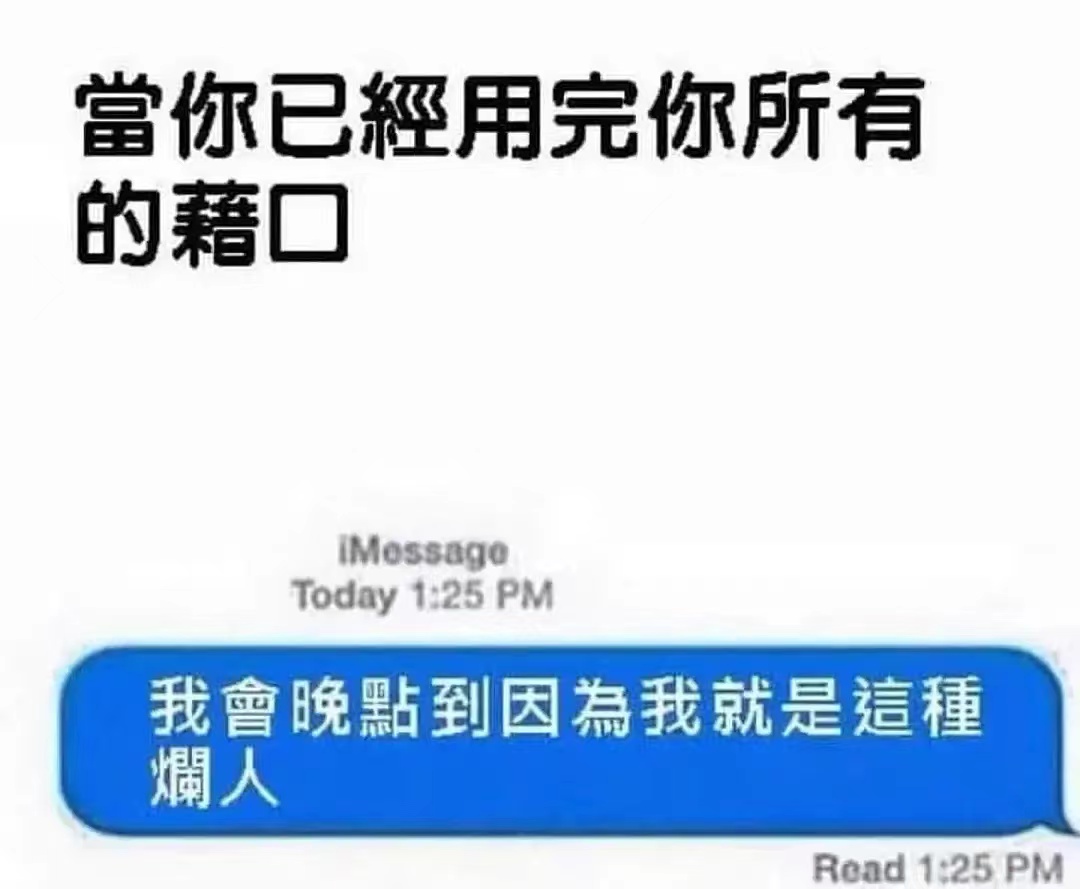 當你已經用完你所有
的藉口
iMessage
Today 1:25 PM
我會晚點到因為我就是這種
爛人
Read 1:25 PM